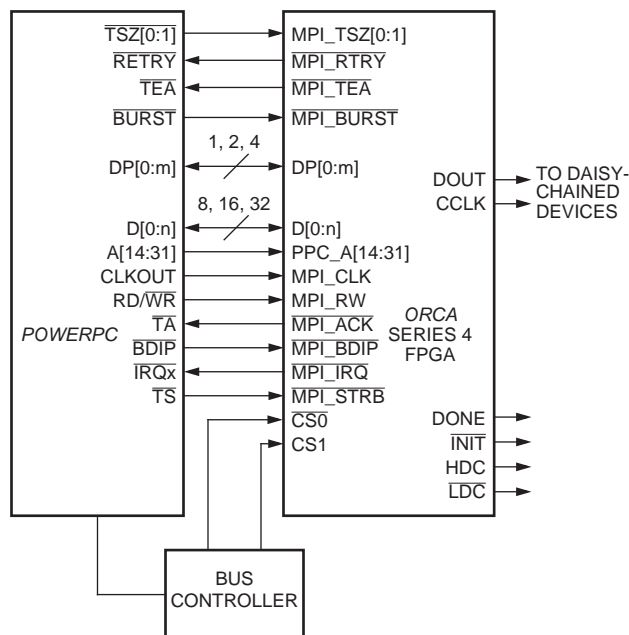 TSZ[0:1] MPI_TSZ[0:1]
RETRY MPI_RTRY
TEA MPI_TEA
BURST MPI_BURST
1, 2, 4
DP[0:m] DP[0:m]
DOUT TO DAISY-
CHAINED
CCLK DEVICES
8, 16, 32
D[0:n] D[0:n]
A[14:31] PPC_A[14:31]
CLKOUT MPI_CLK
RD/WR MPI_RW
ORCA
POWERPC
TA MPI_ACK
SERIES 4
BDIP MPI_BDIP
FPGA
IRQx MPI_IRQ
TS MPI_STRB
CS0
DONE
CS1
INIT
HDC
LDC
BUS
CONTROLLER